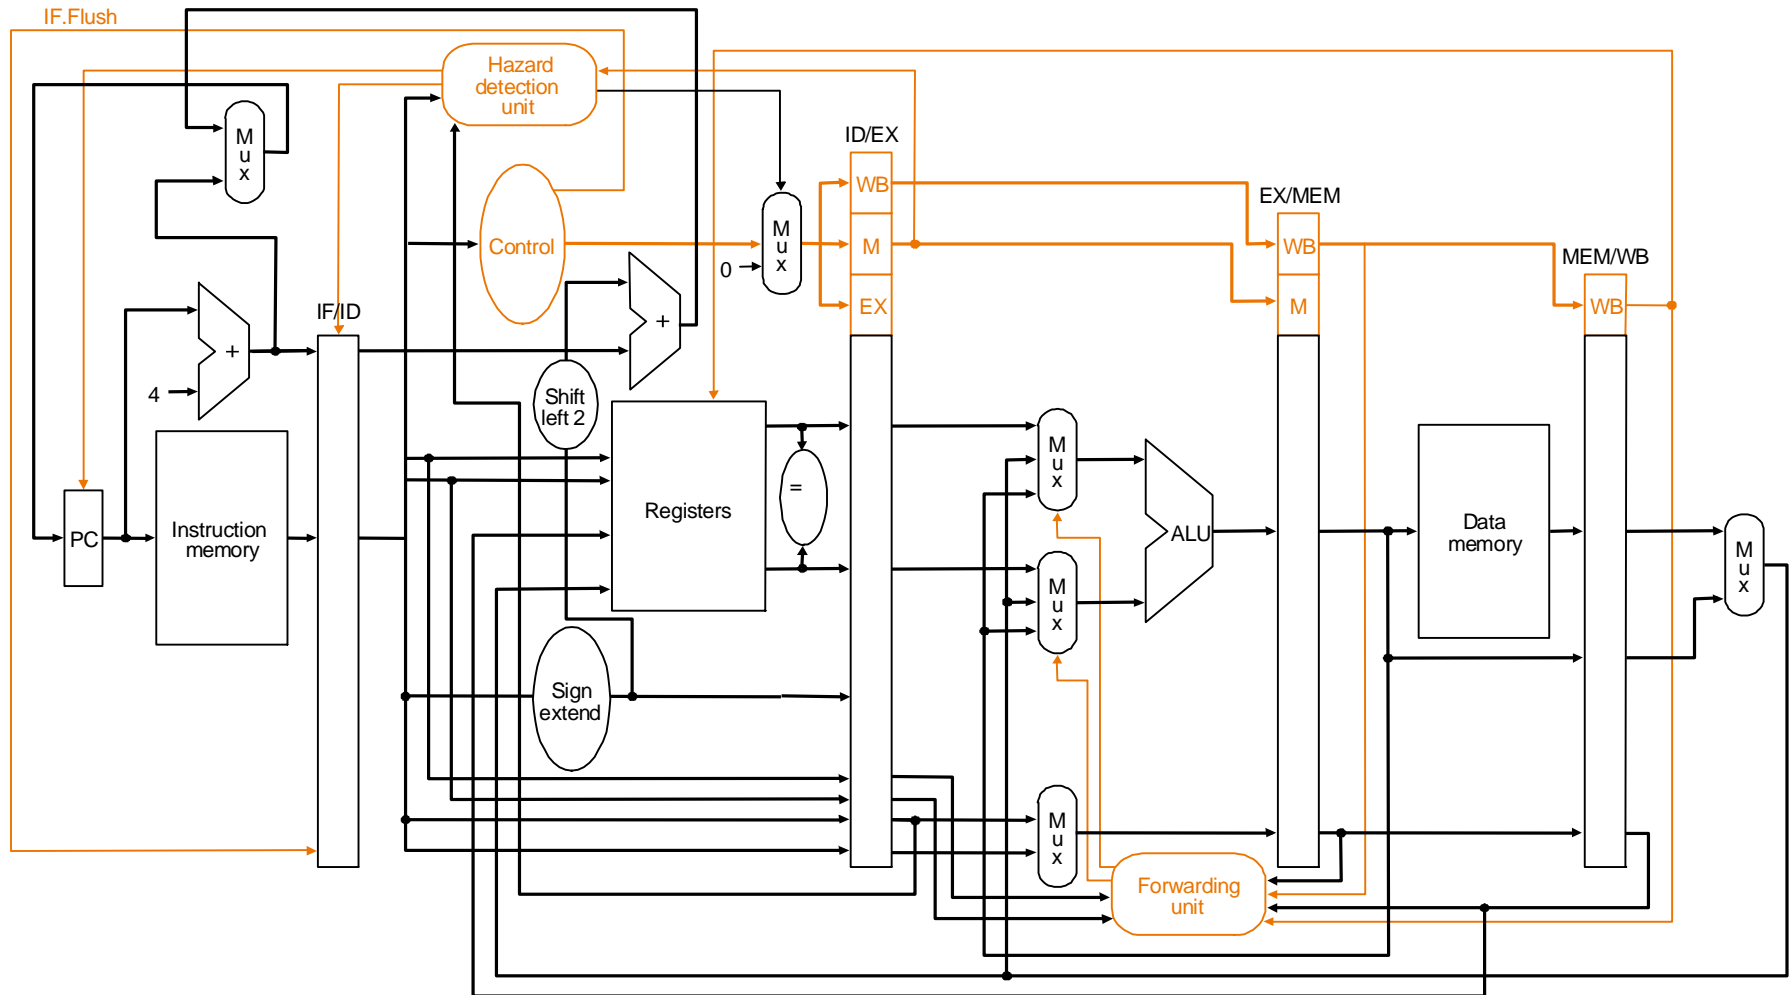 IF.Flush
Hazard
detection
unit
M
u
x
ID/EX
WB
EX/MEM
Control
M
u
x
0
M
WB
MEM/WB
EX
M
WB
IF/ID
+
+
4
Shift
left 2
M
u
x
=
Registers
PC
Instruction
memory
ALU
Data
memory
M
u
x
M
u
x
Sign
extend
M
u
x
Forwarding
unit